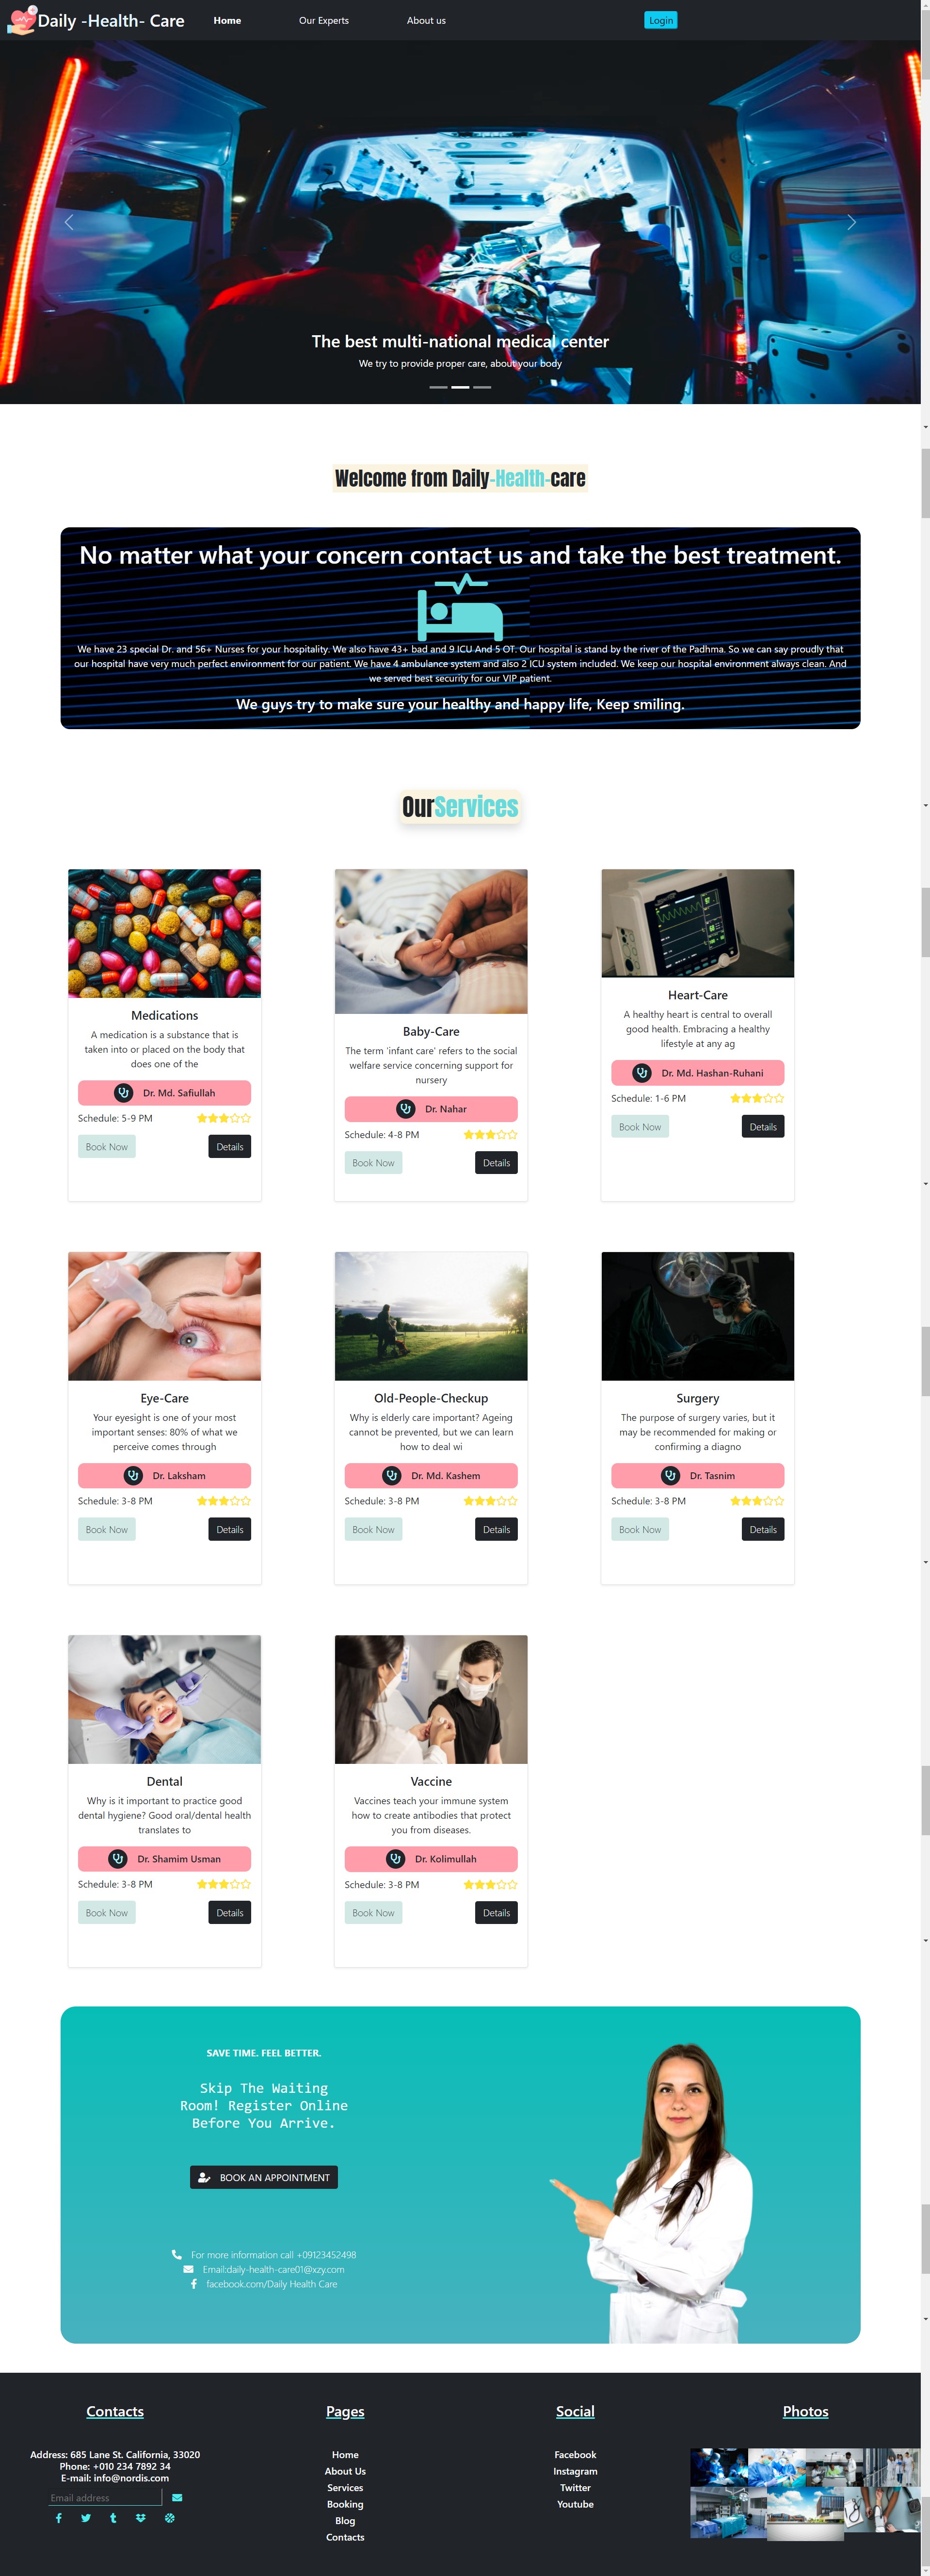 Daily -Health- Care
Home
Our Experts
About us
Login
The best multi-national medical center
We try to provide proper care, about your body
Welcome from Daily-Health-care
No matter what your concern contact us and take the best treatment.
We have 23 special Dr. and 56+ Nurses for your hospitality. We also have 43+ bad and 9 ICU And 5 OT. Our hospital is stand by the river of the Padhma. So we can say proudly that
our hospital have very much perfect environment for our patient. We have 4 ambulance system and also 2 ICU system included. We keep our hospital environment always clean. And
we served best security for our VIP patient.
We guys try to make sure your healthy and happy life, Keep smiling.
OurServices
Medications
A medication is a substance that is
taken into or placed on the body that
does one of the
Dr. Md. Safiullah
Schedule: 5-9 PM
Book Now
Details
Baby-Care
The term 'infant care' refers to the social
welfare service concerning support for
nursery
Dr. Nahar
Schedule: 4-8 PM
Book Now
Details
Heart-Care
A healthy heart is central to overall
good health. Embracing a healthy
lifestyle at any ag
Dr. Md. Hashan-Ruhani
Schedule: 1-6 PM
Book Now
Details
Eye-Care
Your eyesight is one of your most
important senses: 80% of what we
perceive comes through
Dr. Laksham
Schedule: 3-8 PM
Book Now
Details
Old-People-Checkup
Why is elderly care important? Ageing
cannot be prevented, but we can learn
how to deal wi
Dr. Md. Kashem
Schedule: 3-8 PM
Book Now
Details
Surgery
The purpose of surgery varies, but it
may be recommended for making or
confirming a diagno
Dr. Tasnim
Schedule: 3-8 PM
Book Now
Details
Dental
Why is it important to practice good
dental hygiene? Good oral/dental health
translates to
Dr. Shamim Usman
Schedule: 3-8 PM
Book Now
Details
Vaccine
Vaccines teach your immune system
how to create antibodies that protect
you from diseases.
Dr. Kolimullah
Schedule: 3-8 PM
Book Now
Details
SAVE TIME. FEEL BETTER.
Skip The Waiting
Room! Register Online
Before You Arrive.
BOOK AN APPOINTMENT
For more information call +09123452498
Email:daily-health-care01@xzy.com
facebook.com/Daily Health Care
Contacts
Address: 685 Lane St. California, 33020
Phone: +010 234 7892 34
E-mail: info@nordis.com
Email address
Pages
Home
About Us
Services
Booking
Blog
Contacts
Social
Facebook
Instagram
Twitter
Youtube
Photos